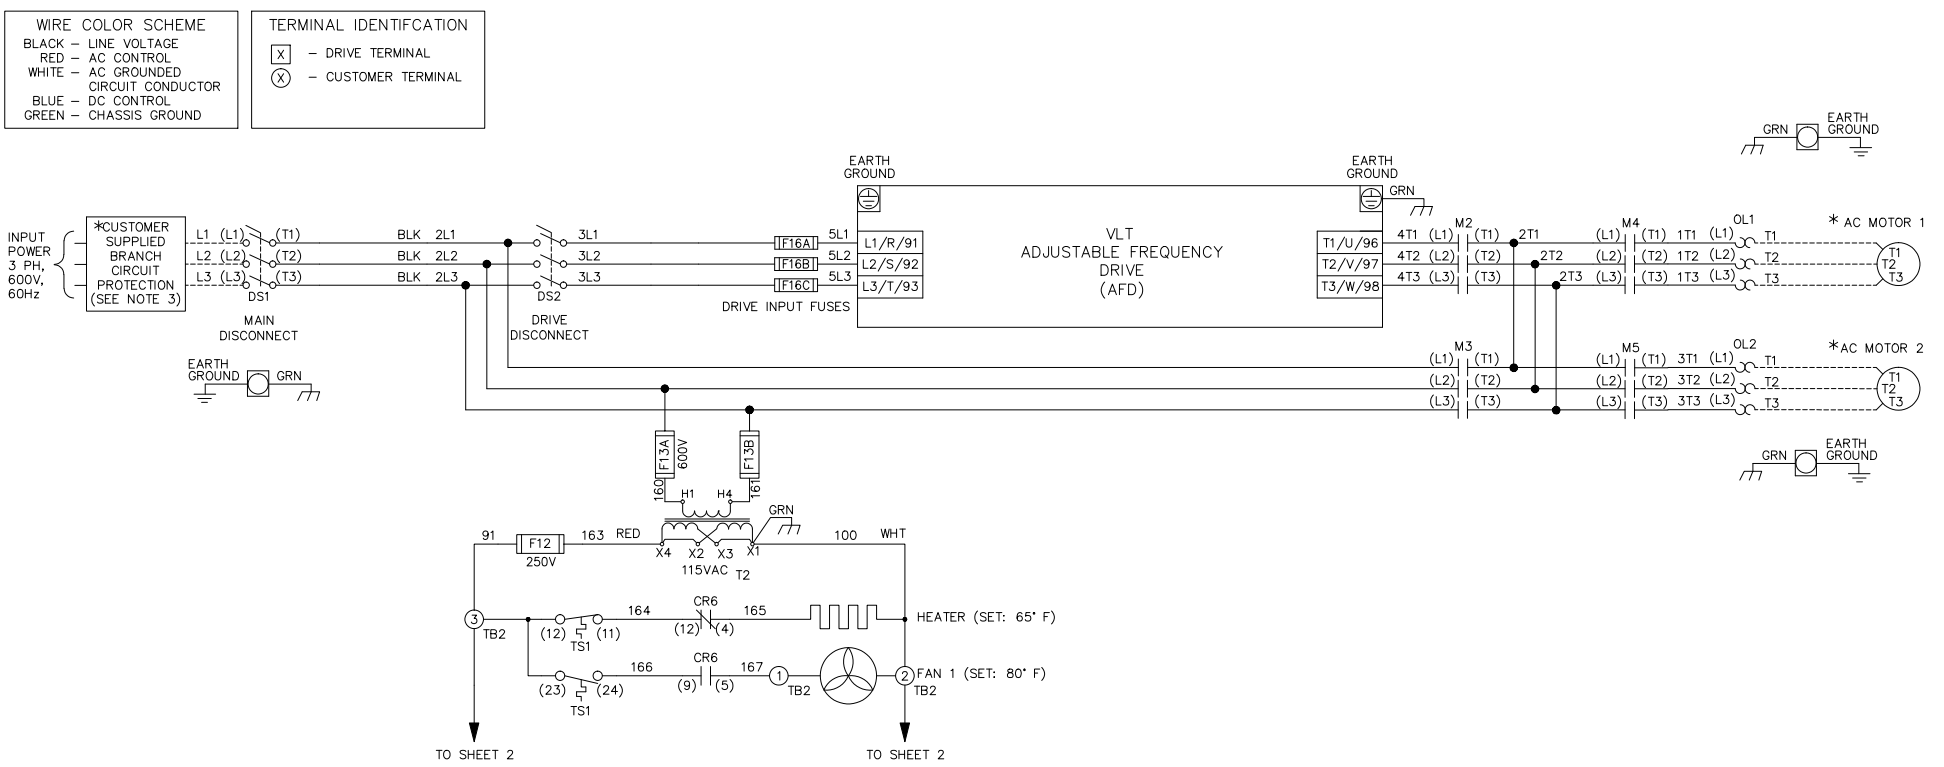 WIRE COLOR SCHEME
BLACK – LINE VOLTAGE
RED – AC CONTROL
WHITE – AC GROUNDED
CIRCUIT CONDUCTOR
BLUE – DC CONTROL
GREEN – CHASSIS GROUND
TERMINAL IDENTIFCATION
X – DRIVE TERMINAL
X – CUSTOMER TERMINAL
INPUT
POWER
3 PH,
600V,
60Hz
*CUSTOMER
SUPPLIED
BRANCH
CIRCUIT
PROTECTION
(SEE NOTE 3)
L1 (L1) (T1) BLK 2L1 3L1 F16A 5L1 L1/R/91
L2 (L2) (T2) BLK 2L2 3L2 F16B 5L2 L2/S/92
L3 (L3) (T3) BLK 2L3 3L3 F16C 5L3 L3/T/93
DS1
MAIN
DISCONNECT
DS2
DRIVE
DISCONNECT
DRIVE INPUT FUSES
EARTH
GROUND
VLT
ADJUSTABLE FREQUENCY
DRIVE
(AFD)
EARTH
GROUND
GRN
M2 M4 OL1
T1/U/96 4T1 (L1) (T1) 2T1 (L1) (T1) 1T1 (L1) T1
T2/V/97 4T2 (L2) (T2) 2T2 (L2) (T2) 1T2 (L2) T2
T3/W/98 4T3 (L3) (T3) 2T3 (L3) (T3) 1T3 (L3) T3
* AC MOTOR 1
T1
T2
T3
GRN
EARTH
GROUND
M3 M5 OL2
(L1) (T1) (L1) (T1) 3T1 (L1) T1
(L2) (T2) (L2) (T2) 3T2 (L2) T2
(L3) (T3) (L3) (T3) 3T3 (L3) T3
*AC MOTOR 2
T1
T2
T3
GRN
EARTH
GROUND
EARTH
GROUND
GRN
F13A
600V
F13B
160
161
H1 H4
GRN
91 F12 163 RED
250V
X4 X2 X3 X1
115VAC T2
100 WHT
3
TB2
(12) (11)
TS1
164
CR6
(12) (4)
165
HEATER (SET: 65° F)
(23) (24)
TS1
166
CR6
(9) (5)
167
1
TB2
2
TB2
FAN 1 (SET: 80° F)
TO SHEET 2
TO SHEET 2